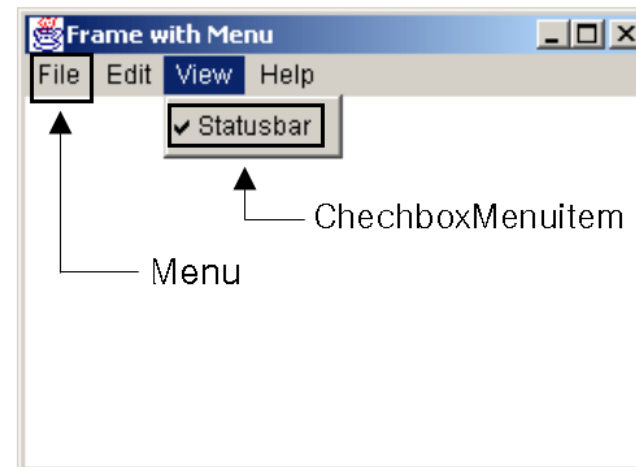 Frame with Menu
File Edit View Help
Statusbar
ChechboxMenuitem
Menu